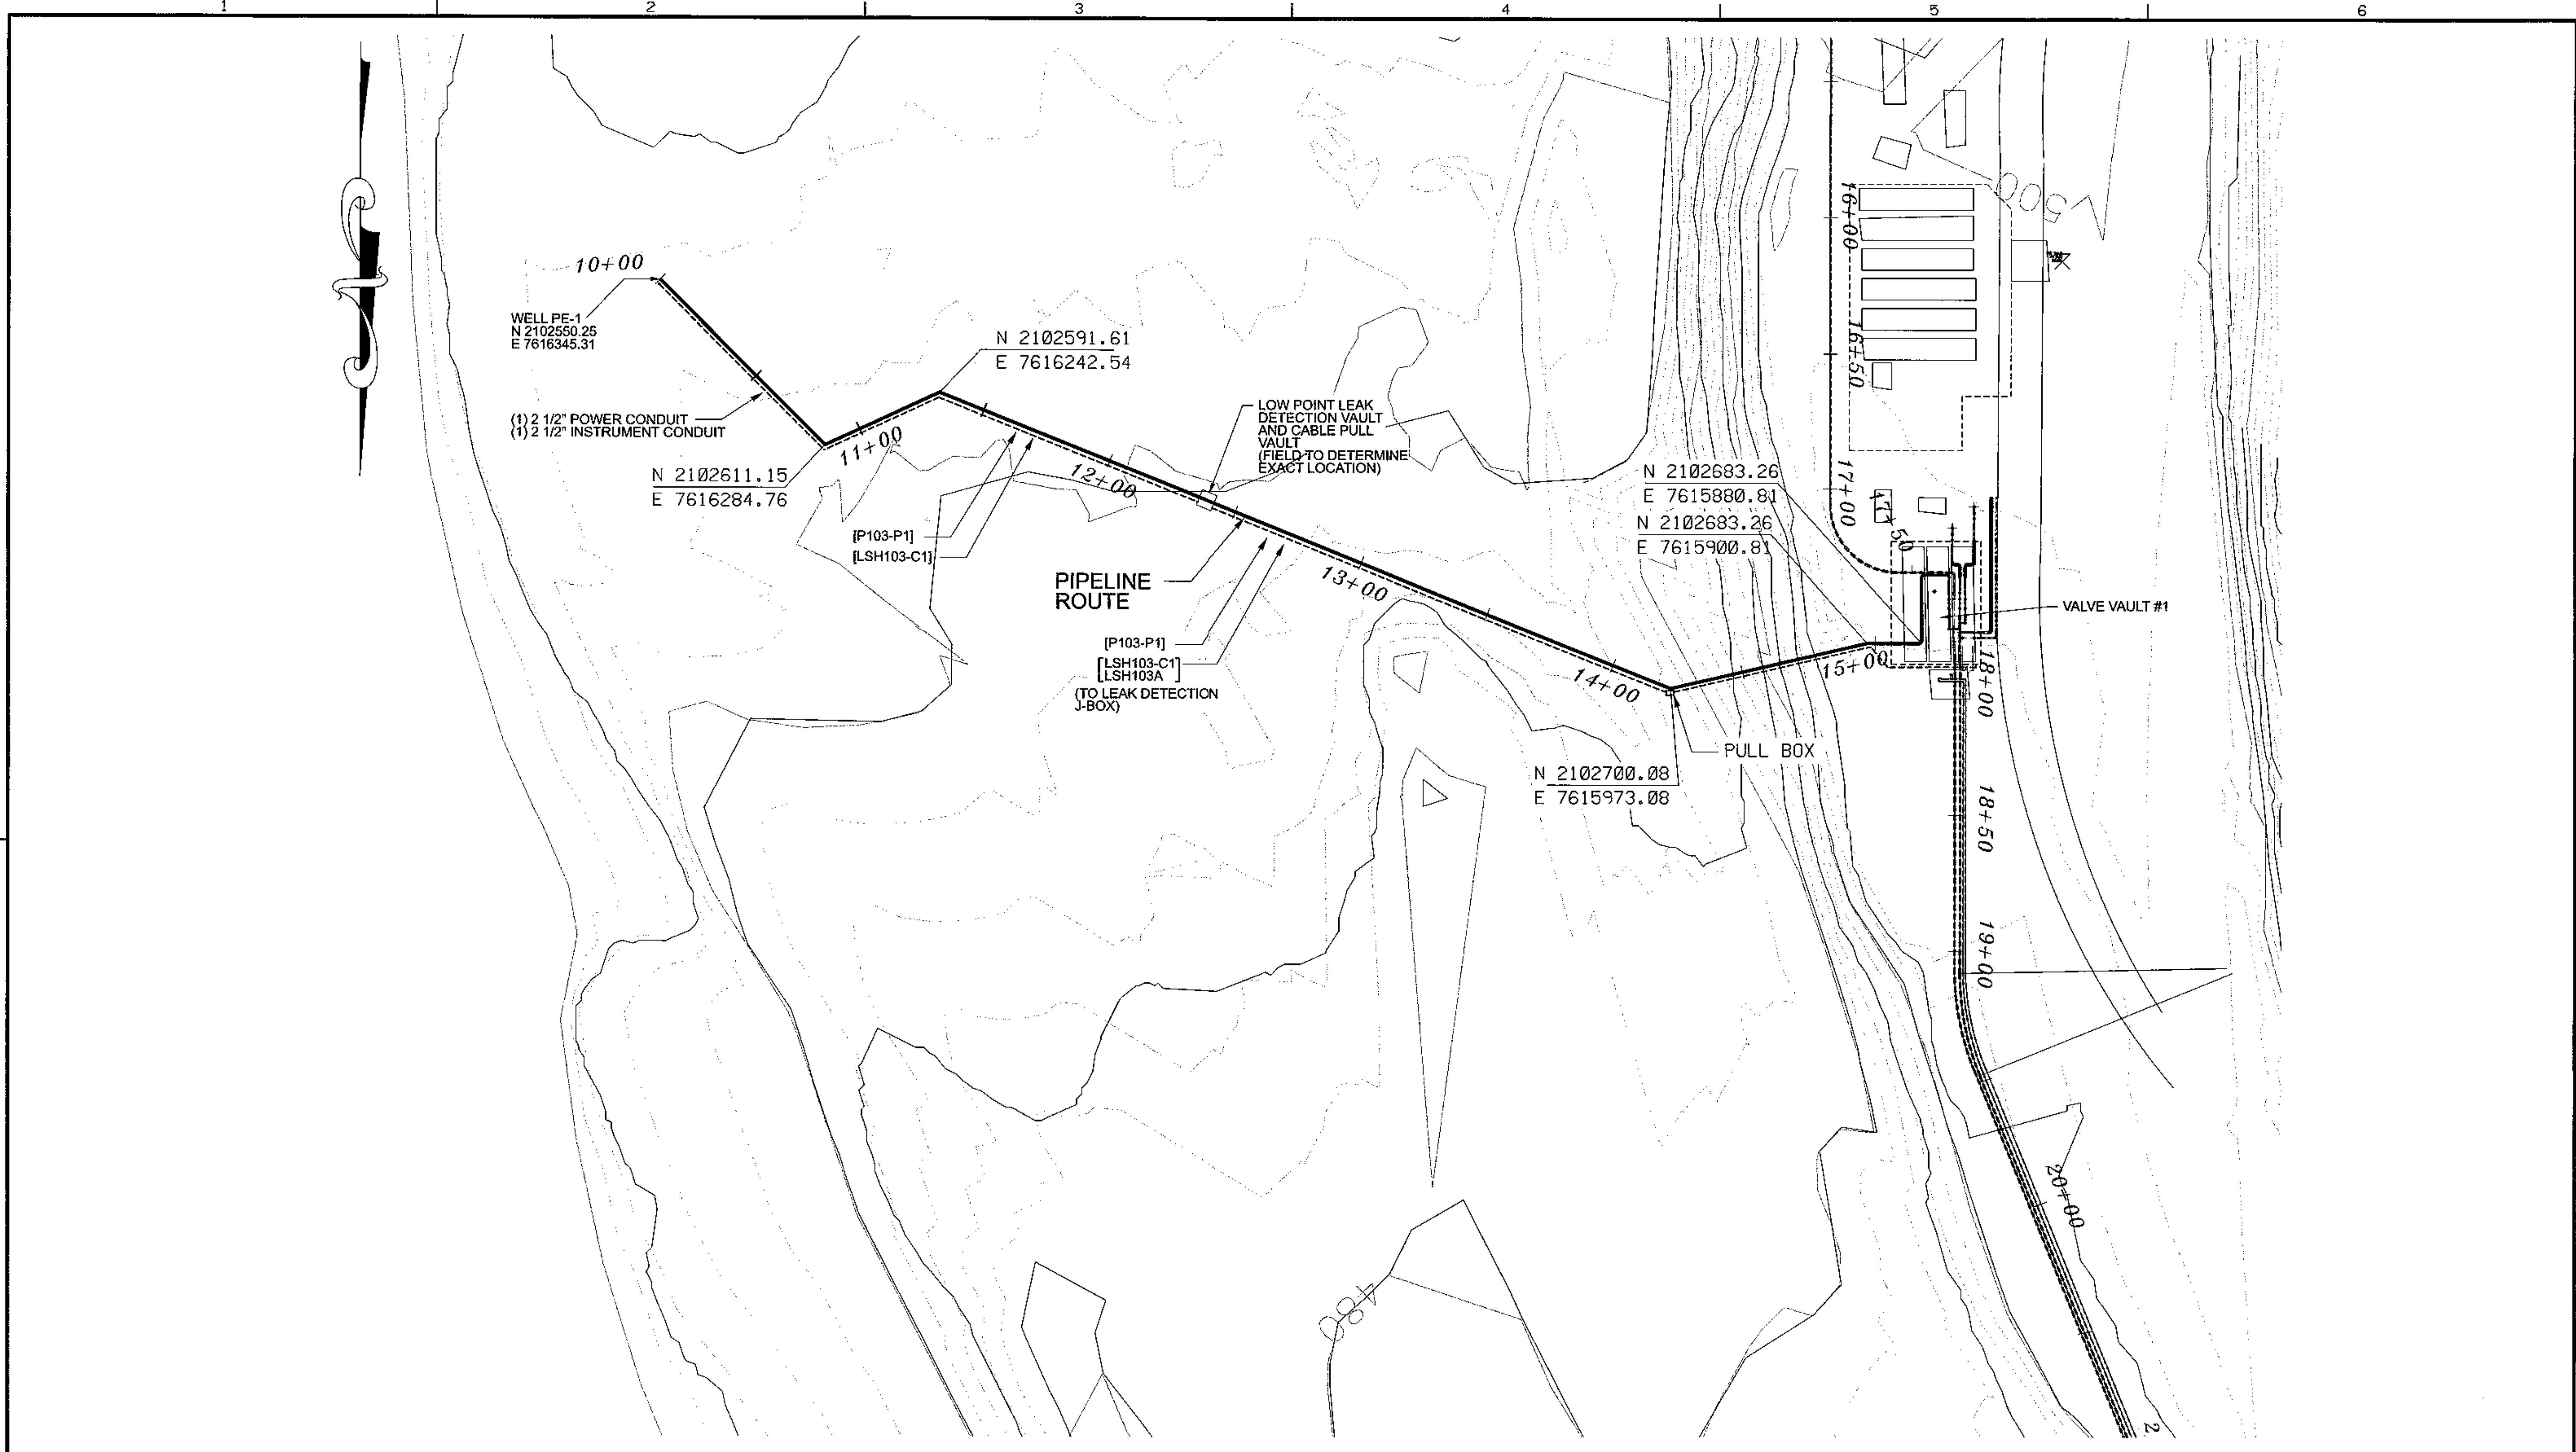 1
2
3
4
5
6
10+00
WELL PE-1
N 2102550.25
E 7616345.31
(1) 2 1/2" POWER CONDUIT
(1) 2 1/2" INSTRUMENT CONDUIT
N 2102611.15
E 7616284.76
11+00
N 2102591.61
E 7616242.54
12+00
[P103-P1]
[LSH103-C1]
LOW POINT LEAK
DETECTION VAULT
AND CABLE PULL
VAULT
(FIELD TO DETERMINE
EXACT LOCATION)
PIPELINE
ROUTE
13+00
[P103-P1]
[LSH103-C1]
[LSH103A ]
(TO LEAK DETECTION
J-BOX)
14+00
N 2102683.26
E 7615880.81
N 2102683.26
E 7615900.81
15+00
PULL BOX
N 2102700.08
E 7615973.08
500
16+00
16+50
17+00
17+50
VALVE VAULT #1
18+00
18+50
19+00
20+00
480
2